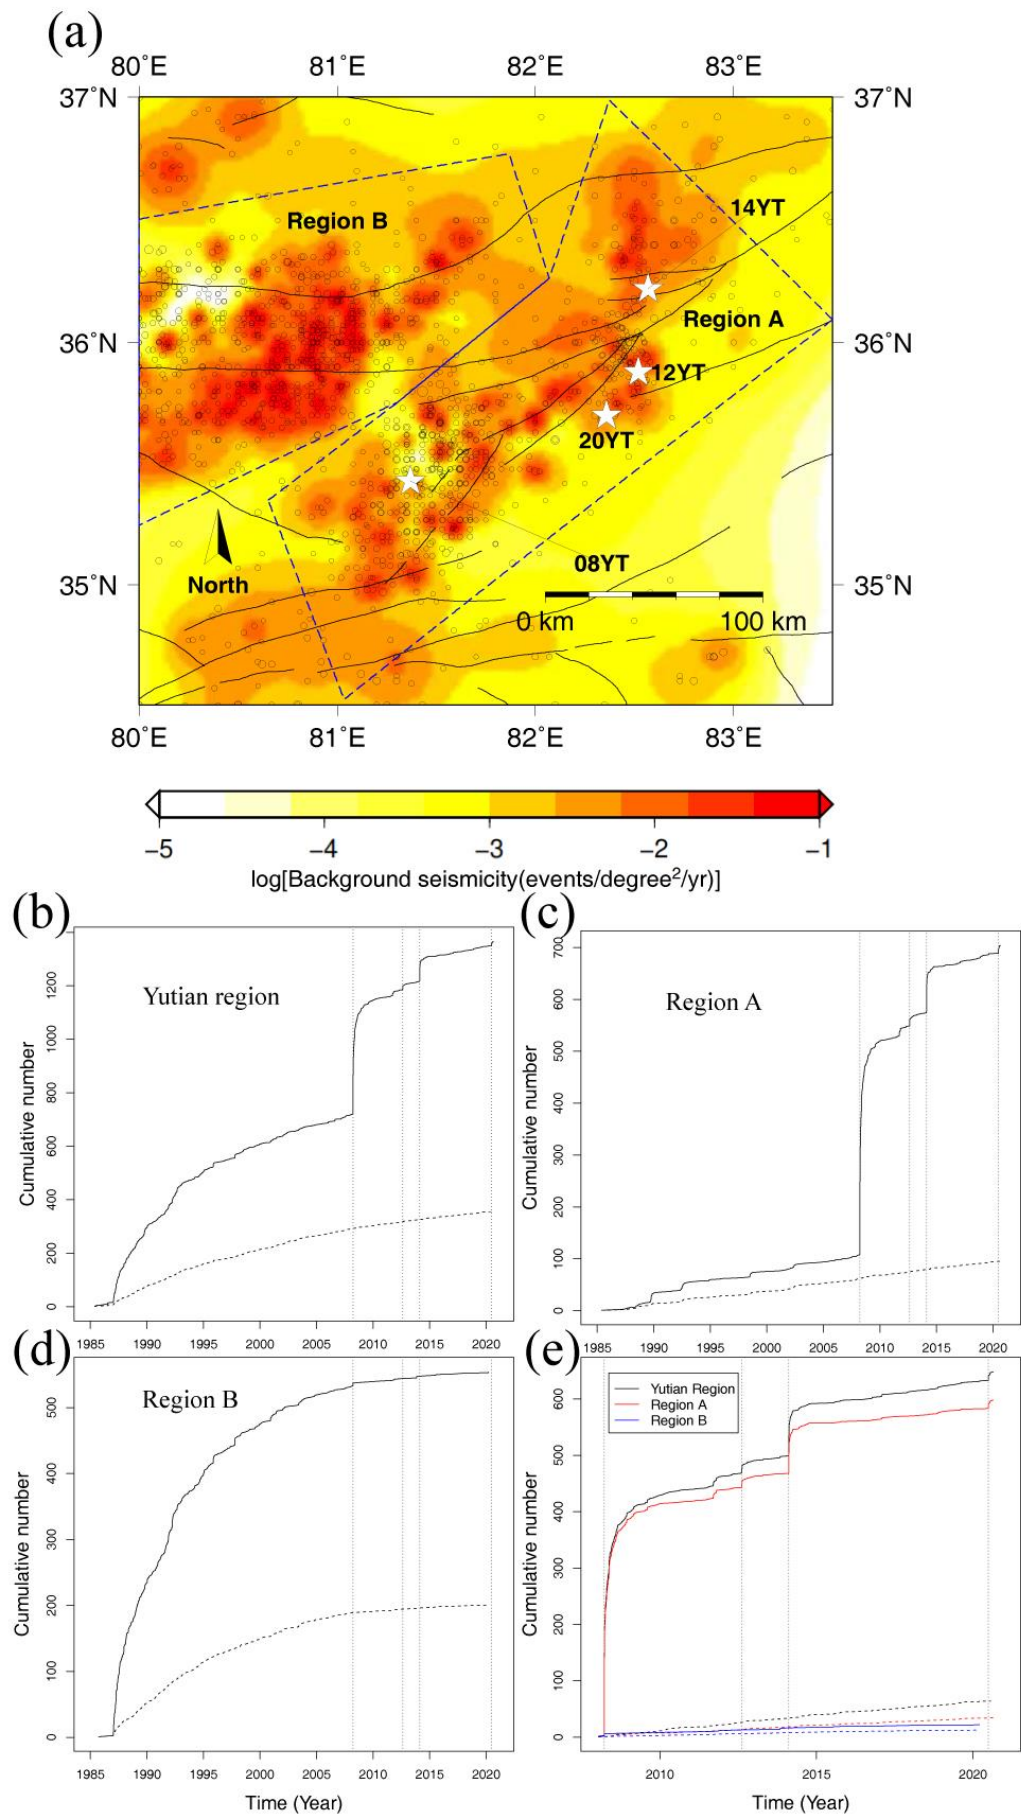 (a)
80°E 81°E 82°E 83°E
37°N 37°N
14YT
Region B
Region A
36°N 36°N
12YT
20YT
08YT
35°N 35°N
North
0 km 100 km
80°E 81°E 82°E 83°E
−5 −4 −3 −2 −1
log[Background seismicity(events/degree²/yr)]
(b)
Yutian region
Cumulative number
0 200 400 600 800 1000 1200
1985 1990 1995 2000 2005 2010 2015 2020
(c)
Region A
Cumulative number
0 100 200 300 400 500 600 700
1985 1990 1995 2000 2005 2010 2015 2020
(d)
Region B
Cumulative number
0 100 200 300 400 500
1985 1990 1995 2000 2005 2010 2015 2020
Time (Year)
(e)
Yutian Region
Region A
Region B
Cumulative number
0 100 200 300 400 500 600
2010 2015 2020
Time (Year)